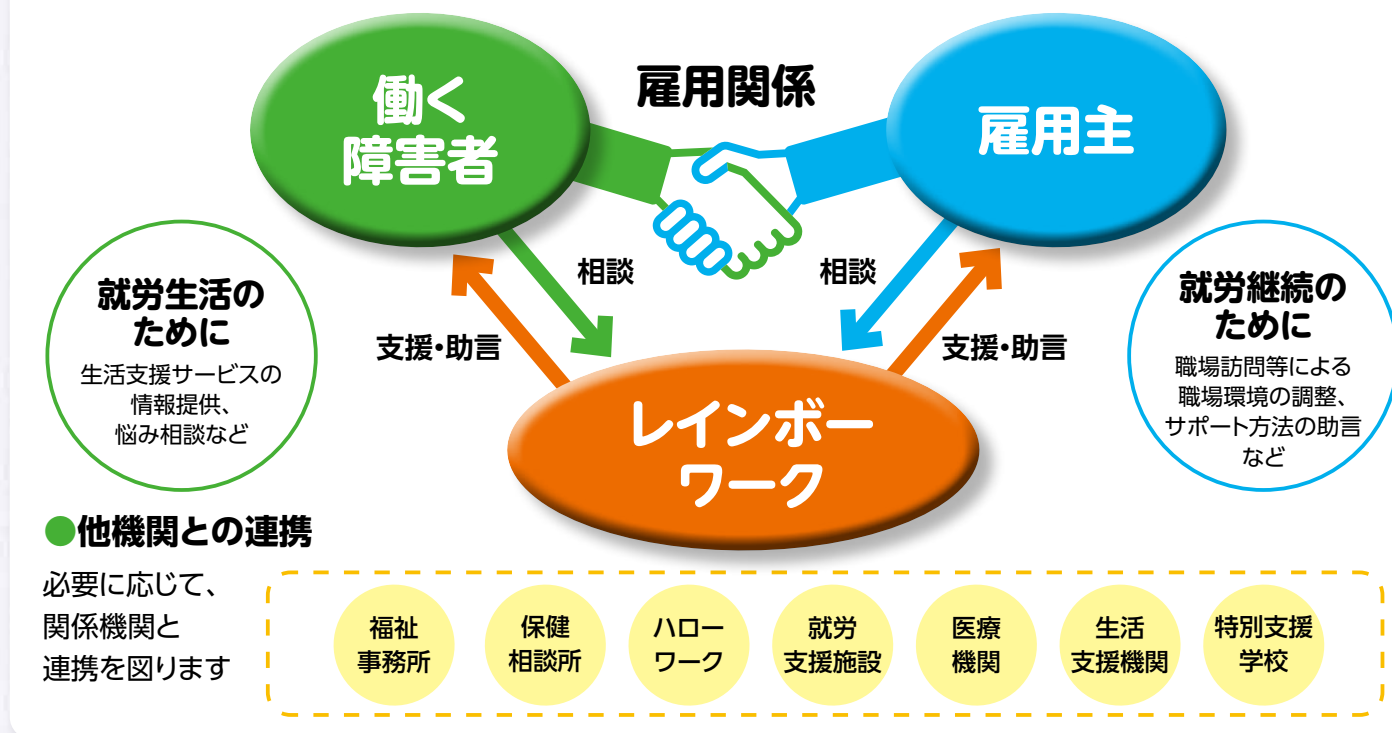 働く
障害者
雇用関係
雇用主
相談
相談
支援・助言
支援・助言
就労生活の
ために
生活支援サービスの
情報提供、
悩み相談など
就労継続の
ために
職場訪問等による
職場環境の調整、
サポート方法の助言
など
レインボー
ワーク
●他機関との連携
必要に応じて、
関係機関と
連携を図ります
福祉
事務所
保健
相談所
ハロー
ワーク
就労
支援施設
医療
機関
生活
支援機関
特別支援
学校